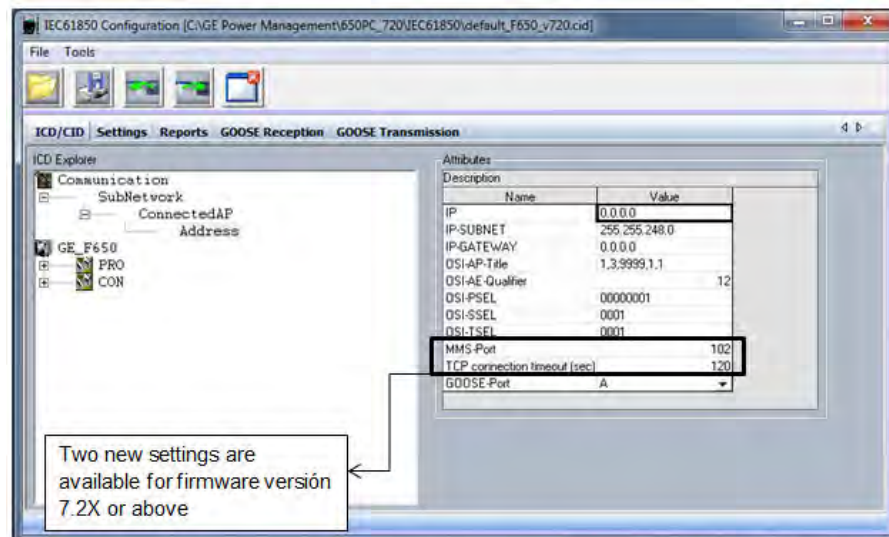 IEC61850 Configuration [C:\GE Power Management\650PC_720\IEC61850\default_F650_v720.cid]
File Tools
ICD/CID Settings Reports GOOSE Reception GOOSE Transmission
ICD Explorer
Communication
SubNetwork
ConnectedAP
Address
GE_F650
PRO
CON
Attributes
Description
Name Value
IP 0.0.0.0
IP-SUBNET 255.255.248.0
IP-GATEWAY 0.0.0.0
OSI-AP-Title 1,3,9999,1,1
OSI-AE-Qualifier 12
OSI-PSEL 00000001
OSI-SSEL 0001
OSI-TSEL 0001
MMS-Port 102
TCP connection timeout (sec) 120
GOOSE-Port A
Two new settings are
available for firmware versión
7.2X or above